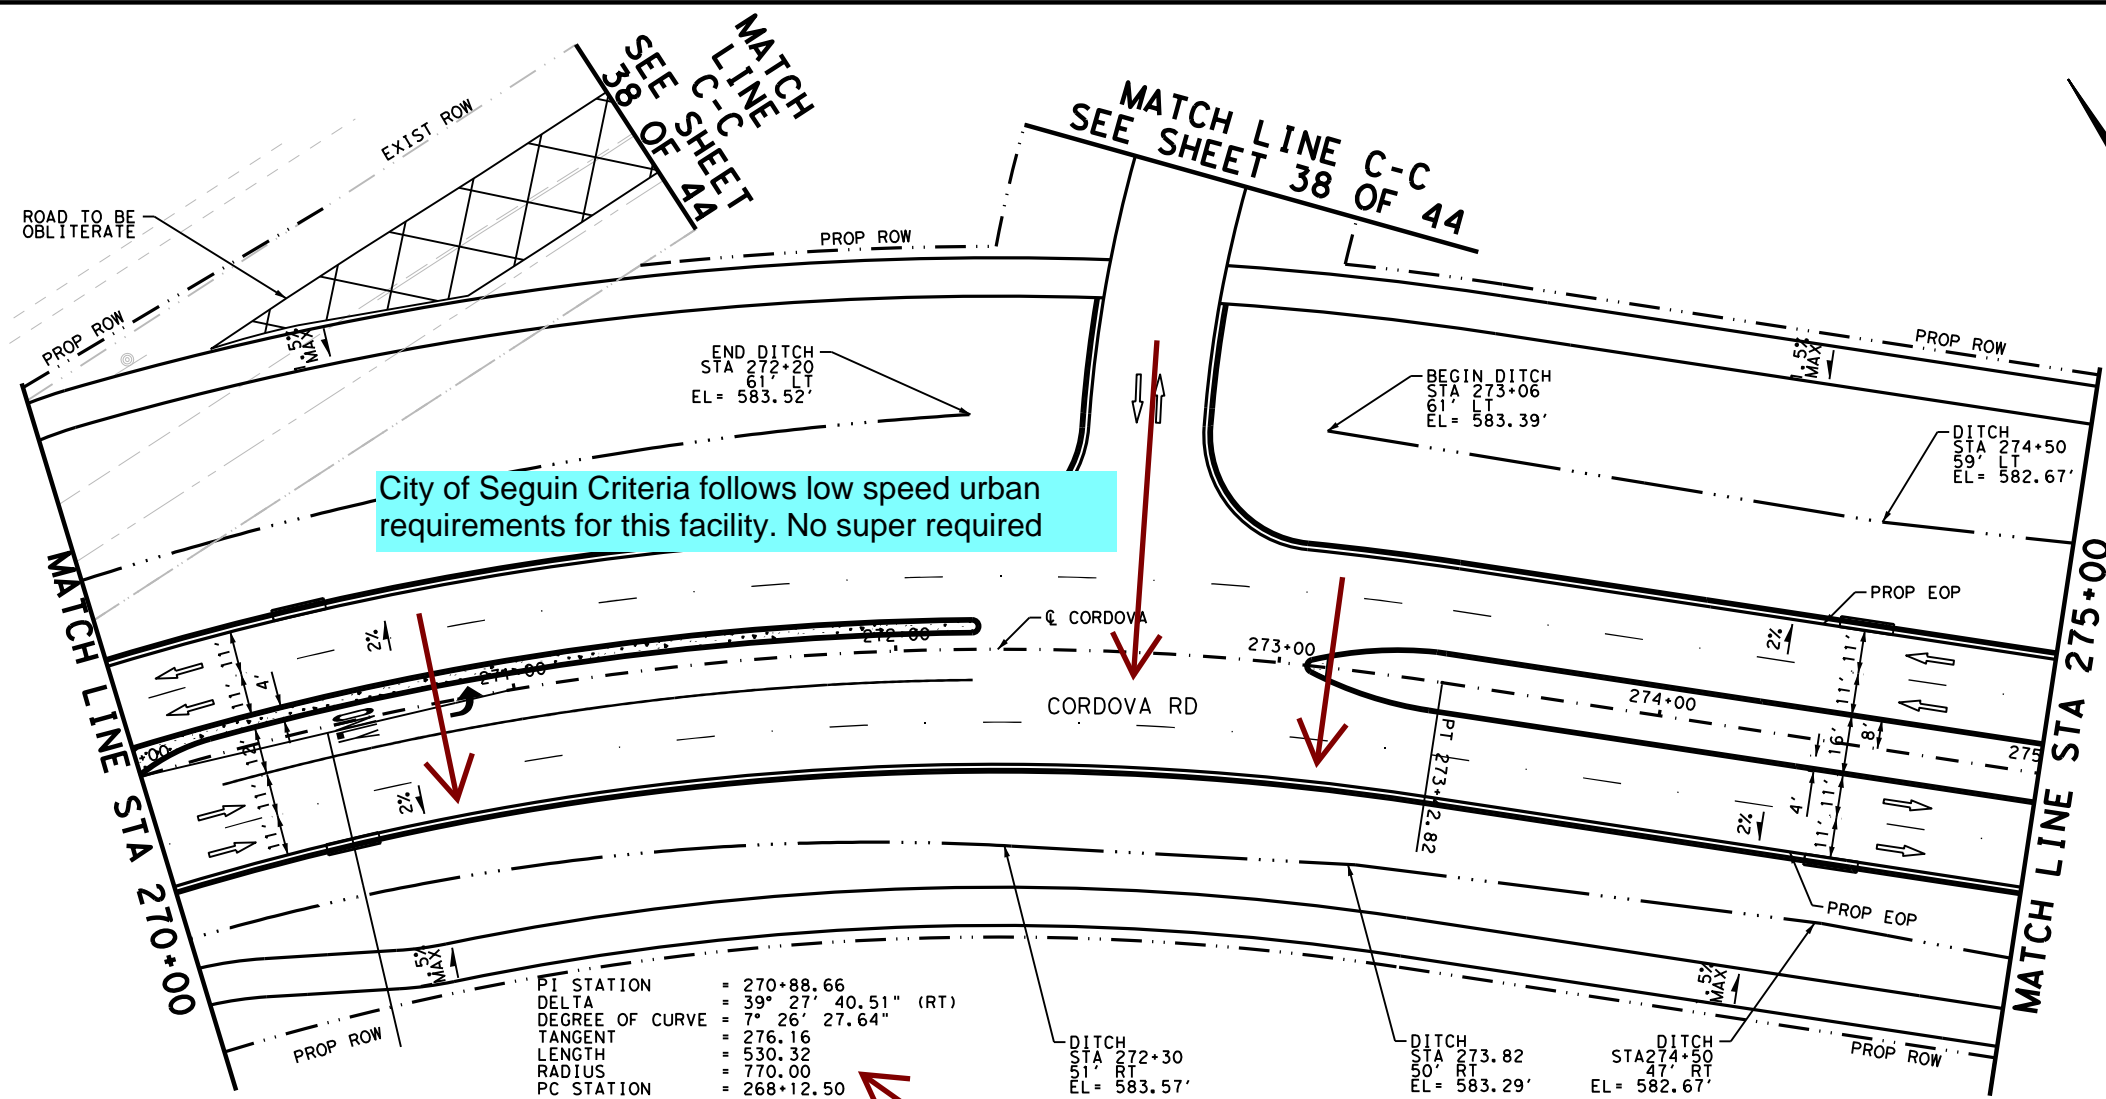 MATCH
LINE
C-C
SEE SHEET
38 OF 44
MATCH LINE C-C
SEE SHEET 38 OF 44
EXIST ROW
ROAD TO BE
OBLITERATE
PROP ROW
PROP ROW
PROP ROW
1.5%
MAX
1.5%
MAX
END DITCH
STA 272+20
61' LT
EL= 583.52'
BEGIN DITCH
STA 273+06
61' LT
EL= 583.39'
DITCH
STA 274+50
59' LT
EL= 582.67'
City of Seguin Criteria follows low speed urban
requirements for this facility. No super required
MATCH LINE STA 270+00
MATCH LINE STA 275+00
PROP EOP
℄ CORDOVA
CORDOVA RD
271+00
272+00
273+00
274+00
275
+00
2%
2%
2%
2%
11'
11'
4'
12'
11'
11'
11'
11'
16'
8'
4'
11'
11'
PT 273+42.82
PROP EOP
1.5%
MAX
1.5%
MAX
PROP ROW
PROP ROW
PI STATION = 270+88.66
DELTA = 39° 27' 40.51" (RT)
DEGREE OF CURVE = 7° 26' 27.64"
TANGENT = 276.16
LENGTH = 530.32
RADIUS = 770.00
PC STATION = 268+12.50
DITCH
STA 272+30
51' RT
EL= 583.57'
DITCH
STA 273.82
50' RT
EL= 583.29'
DITCH
STA274+50
47' RT
EL= 582.67'